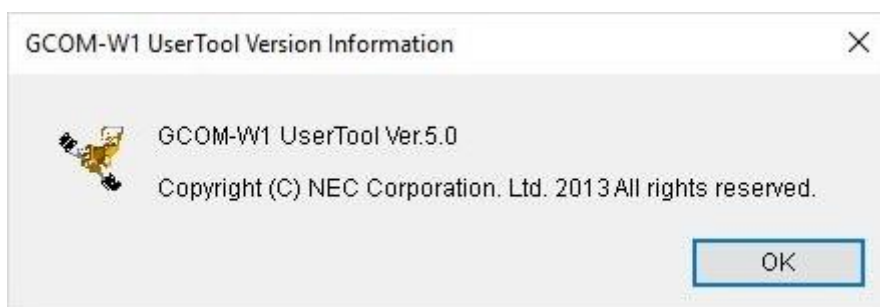 GCOM-W1 UserTool Version Information
GCOM-W1 UserTool Ver.5.0
Copyright (C) NEC Corporation. Ltd. 2013 All rights reserved.
OK